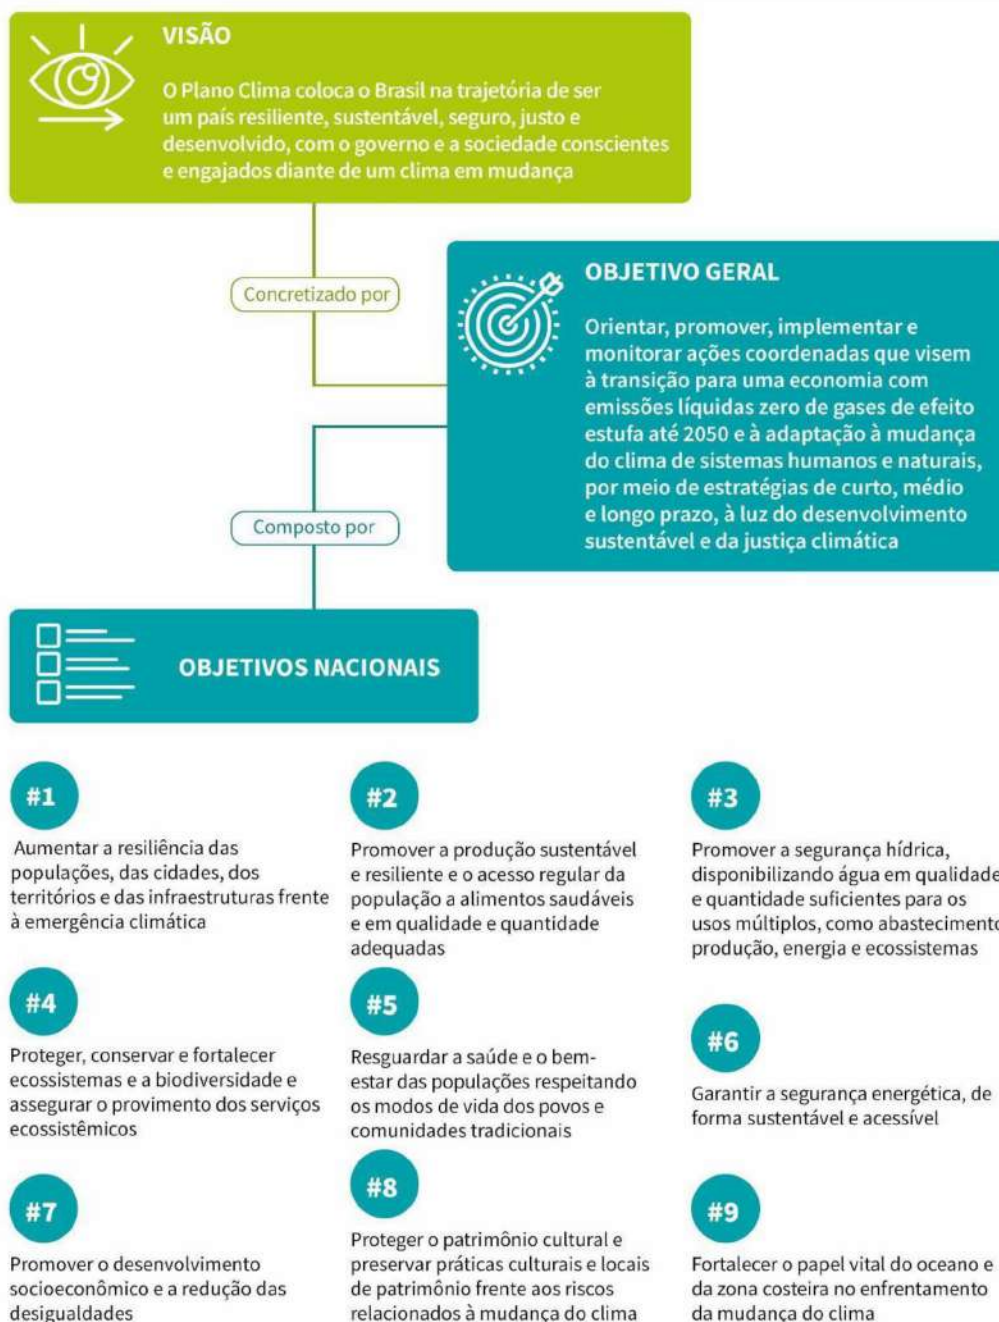 VISÃO
O Plano Clima coloca o Brasil na trajetória de ser
um país resiliente, sustentável, seguro, justo e
desenvolvido, com o governo e a sociedade conscientes
e engajados diante de um clima em mudança
Concretizado por
OBJETIVO GERAL
Orientar, promover, implementar e
monitorar ações coordenadas que visem
à transição para uma economia com
emissões líquidas zero de gases de efeito
estufa até 2050 e à adaptação à mudança
do clima de sistemas humanos e naturais,
por meio de estratégias de curto, médio
e longo prazo, à luz do desenvolvimento
sustentável e da justiça climática
Composto por
OBJETIVOS NACIONAIS
#1
Aumentar a resiliência das
populações, das cidades, dos
territórios e das infraestruturas frente
à emergência climática
#2
Promover a produção sustentável
e resiliente e o acesso regular da
população a alimentos saudáveis
e em qualidade e quantidade
adequadas
#3
Promover a segurança hídrica,
disponibilizando água em qualidade
e quantidade suficientes para os
usos múltiplos, como abastecimento
produção, energia e ecossistemas
#4
Proteger, conservar e fortalecer
ecossistemas e a biodiversidade e
assegurar o provimento dos serviços
ecossistêmicos
#5
Resguardar a saúde e o bem-
estar das populações respeitando
os modos de vida dos povos e
comunidades tradicionais
#6
Garantir a segurança energética, de
forma sustentável e acessível
#7
Promover o desenvolvimento
socioeconômico e a redução das
desigualdades
#8
Proteger o patrimônio cultural e
preservar práticas culturais e locais
de patrimônio frente aos riscos
relacionados à mudança do clima
#9
Fortalecer o papel vital do oceano e
da zona costeira no enfrentamento
da mudança do clima